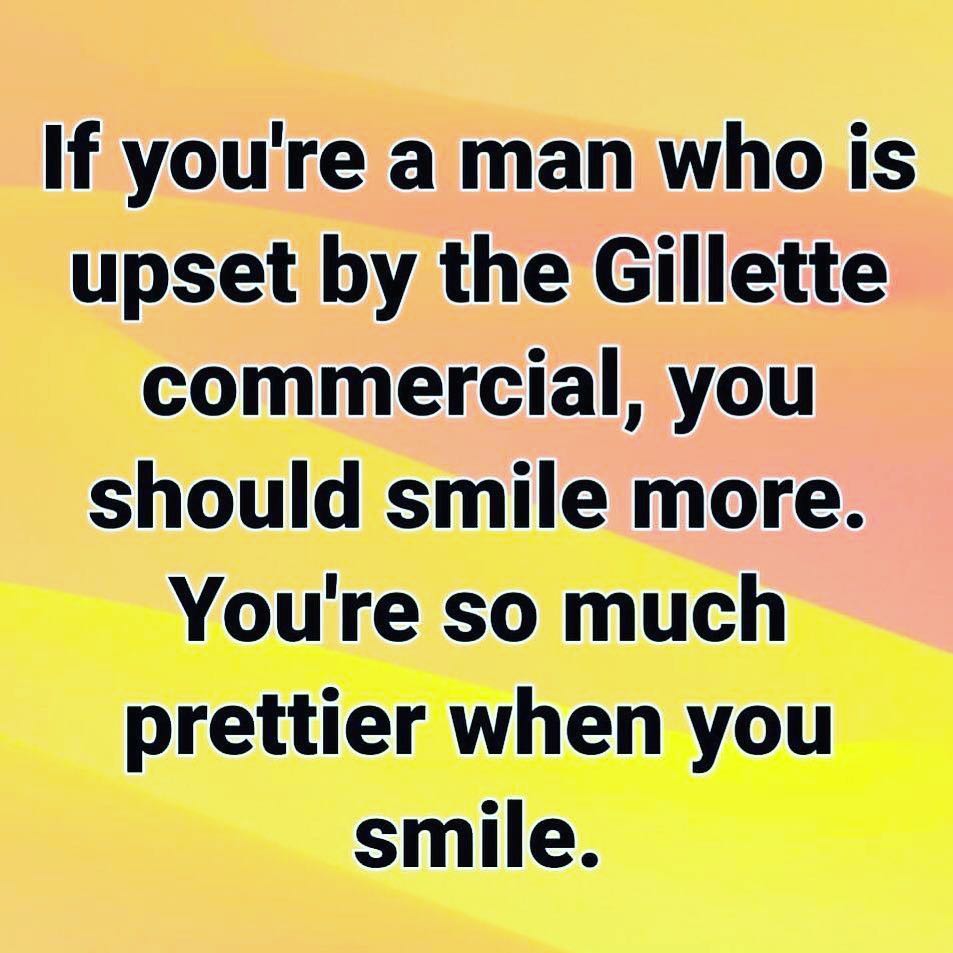 If you're a man who is
upset by the Gillette
commercial, you
should smile more.
You're so much
prettier when you
smile.